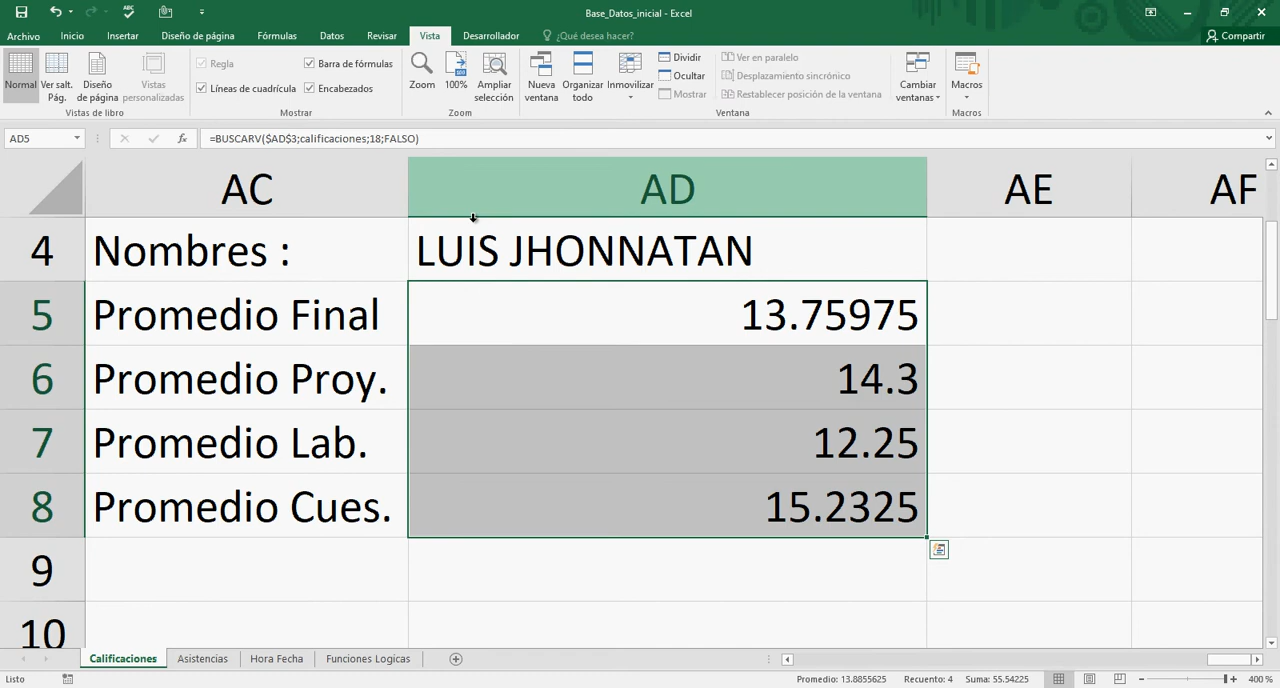 Base_Datos_inicial - Excel
Archivo Inicio Insertar Diseño de página Fórmulas Datos Revisar Vista Desarrollador ¿Qué desea hacer? Compartir
Normal Ver salt. Pág. Diseño de página Vistas personalizadas
Vistas de libro
Regla Barra de fórmulas
Líneas de cuadrícula Encabezados
Mostrar
Zoom 100% Ampliar selección
Zoom
Nueva ventana Organizar todo Inmovilizar
Dividir
Ocultar
Mostrar
Ver en paralelo
Desplazamiento sincrónico
Restablecer posición de la ventana
Cambiar ventanas
Ventana
Macros
Macros
AD5 fx =BUSCARV($AD$3;calificaciones;18;FALSO)
AC AD AE AF
4 Nombres : LUIS JHONNATAN
5 Promedio Final 13.75975
6 Promedio Proy. 14.3
7 Promedio Lab. 12.25
8 Promedio Cues. 15.2325
9
10
Calificaciones Asistencias Hora Fecha Funciones Logicas
Listo Promedio: 13.8855625 Recuento: 4 Suma: 55.54225 400 %